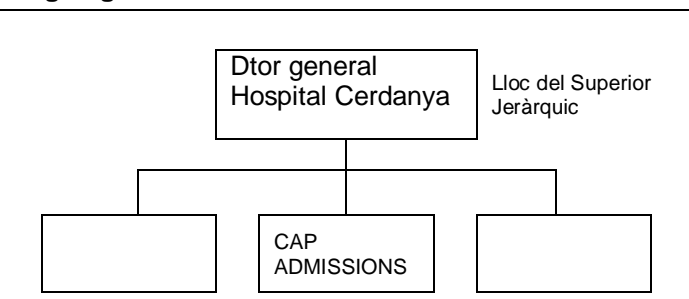 Dtor general
Hospital Cerdanya
Lloc del Superior
Jeràrquic
CAP
ADMISSIONS